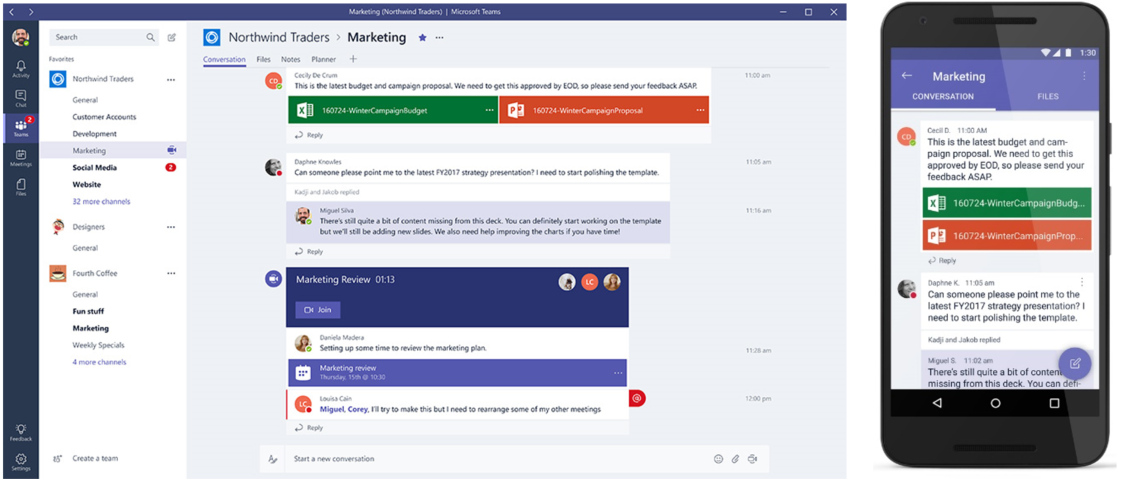 Marketing (Northwind Traders) | Microsoft Teams
Activity
Chat
2
Teams
Meetings
Files
Feedback
Settings
Search
Favorites
Northwind Traders
General
Customer Accounts
Development
Marketing
Social Media 2
Website
32 more channels
Designers
General
Fourth Coffee
General
Fun stuff
Marketing
Weekly Specials
4 more channels
Create a team
Northwind Traders > Marketing
Conversation Files Notes Planner
CD
Cecily De Crum 11:00 am
This is the latest budget and campaign proposal. We need to get this approved by EOD, so please send your feedback ASAP.
160724-WinterCampaignBudget
160724-WinterCampaignProposal
Reply
Daphne Knowles 11:05 am
Can someone please point me to the latest FY2017 strategy presentation? I need to start polishing the template.
Kadji and Jakob replied
Miguel Silva 11:16 am
There's still quite a bit of content missing from this deck. You can definitely start working on the template
but we'll still be adding new slides. We also need help improving the charts if you have time!
Reply
Marketing Review 01:13
LC
Join
Daniela Madera
Setting up some time to review the marketing plan. 11:28 am
Marketing review
Thursday, 15th @ 10:30
LC
Louisa Cain 12:00 pm
Miguel, Corey, I'll try to make this but I need to rearrange some of my other meetings
@
Reply
Start a new conversation
1:30
Marketing
CONVERSATION FILES
CD
Cecil D. 11:00 AM
This is the latest budget and cam-
paign proposal. We need to get this
approved by EOD, so please send your
feedback ASAP.
160724-WinterCampaignBudg...
160724-WinterCampaignProp...
Reply
Daphne K. 11:05 am
Can someone please point me to the
latest FY2017 strategy presentation? I
need to start polishing the template.
Kadji and Jakob replied
Miguel S. 11:02 am
There's still quite a bit of conten
missing from this deck. You can defi-